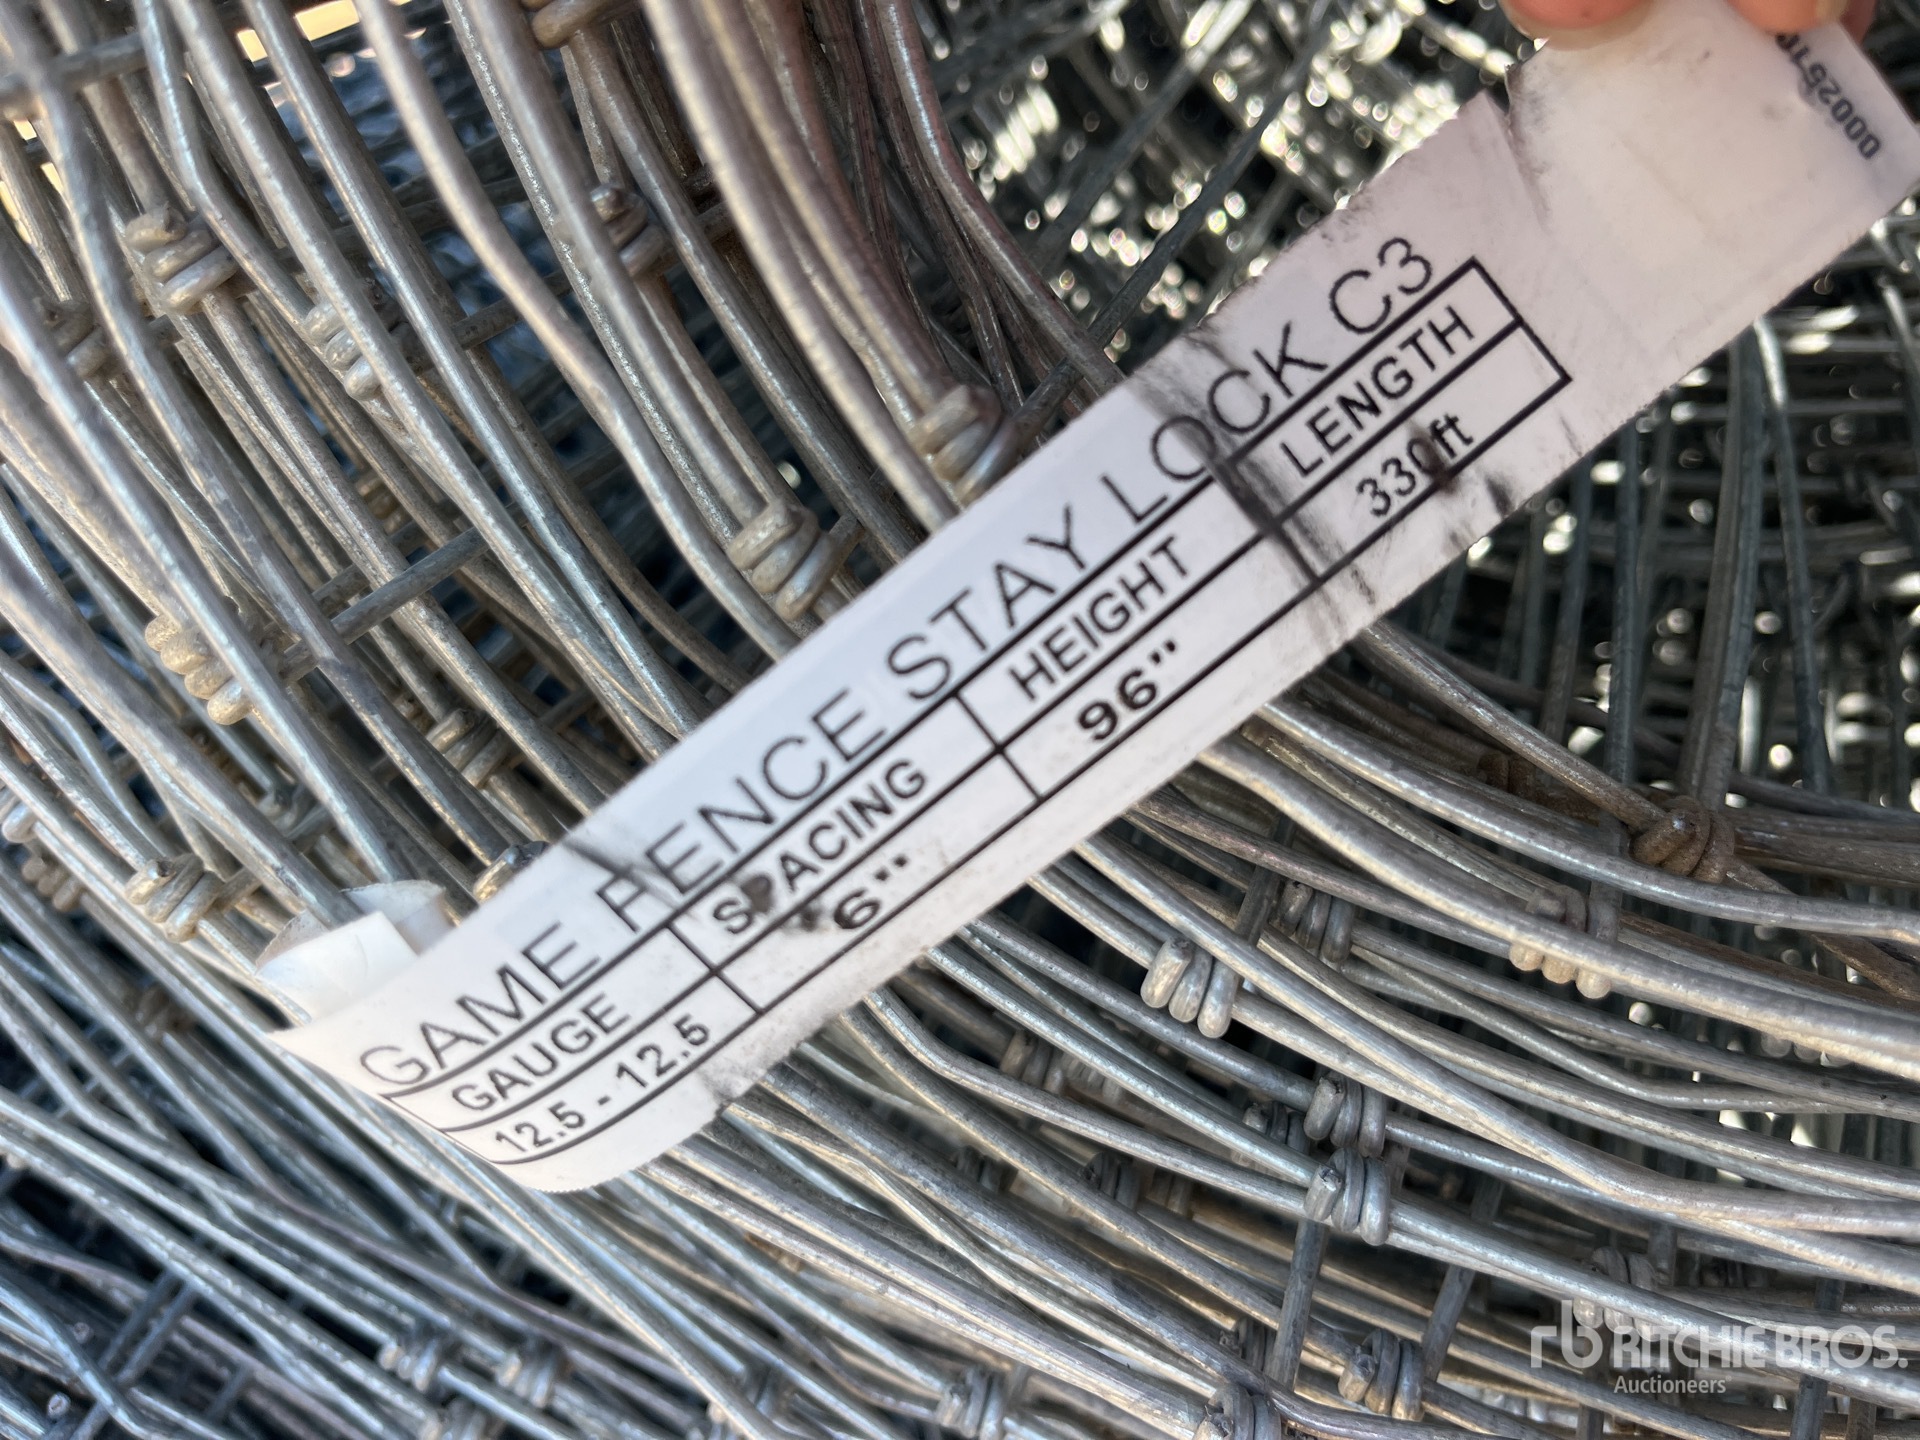 GAME FENCE STAY LOCK C3
GAUGE SPACING HEIGHT LENGTH
12.5 - 12.5 6" 96" 330ft
rb RITCHIE BROS.
Auctioneers